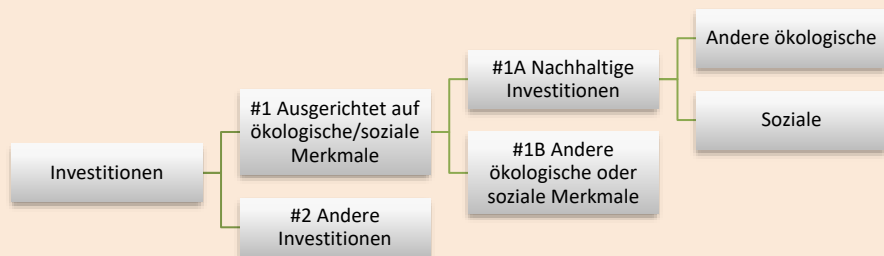 Investitionen
#1 Ausgerichtet auf
ökologische/soziale
Merkmale
#2 Andere
Investitionen
#1A Nachhaltige
Investitionen
#1B Andere
ökologische oder
soziale Merkmale
Andere ökologische
Soziale